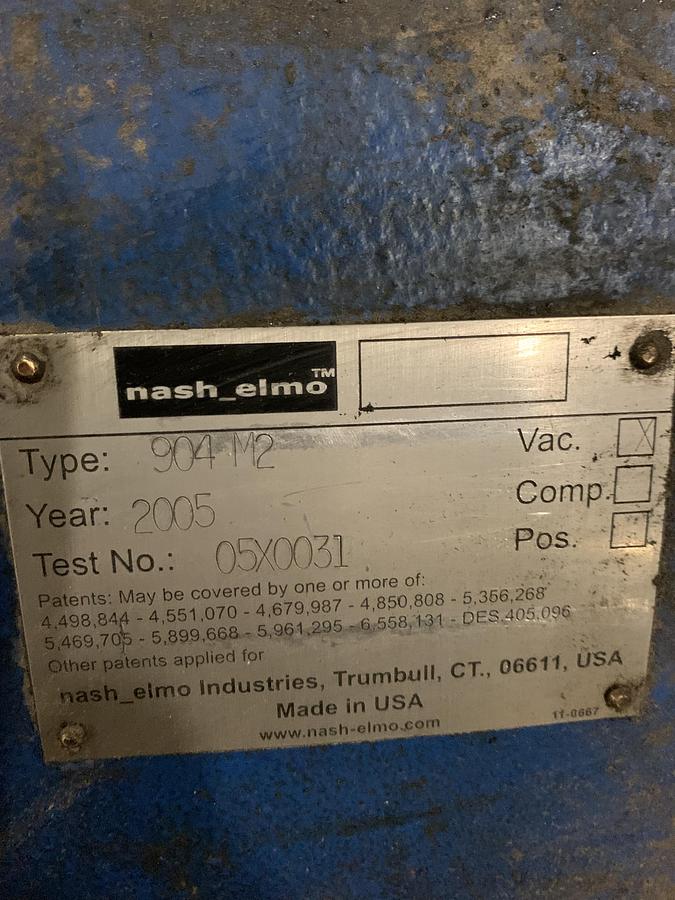 nash_elmo™
Type: 904 M2
Vac. X
Year: 2005
Comp.
Test No.: 05X0031
Pos.
Patents: May be covered by one or more of:
4,498,844 - 4,551,070 - 4,679,987 - 4,850,808 - 5,356,268
5,469,705 - 5,899,668 - 5,961,295 - 6,558,131 - DES.405,096
Other patents applied for
nash_elmo Industries, Trumbull, CT., 06611, USA
Made in USA
www.nash-elmo.com
11-0667